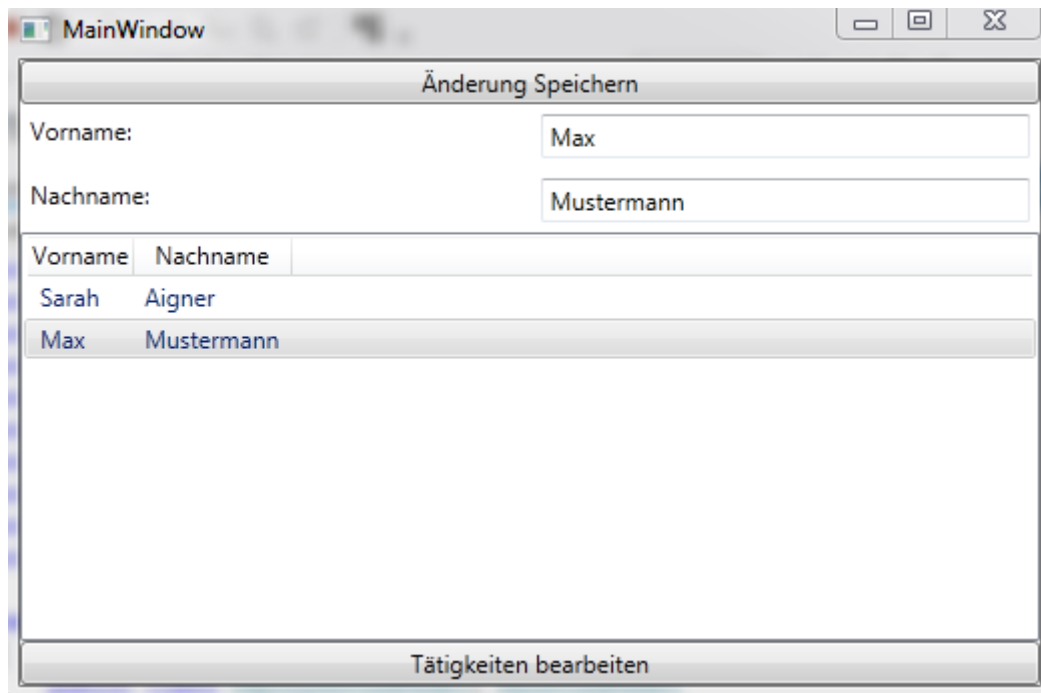 MainWindow
Änderung Speichern
Vorname: Max
Nachname: Mustermann
Vorname Nachname
Sarah Aigner
Max Mustermann
Tätigkeiten bearbeiten